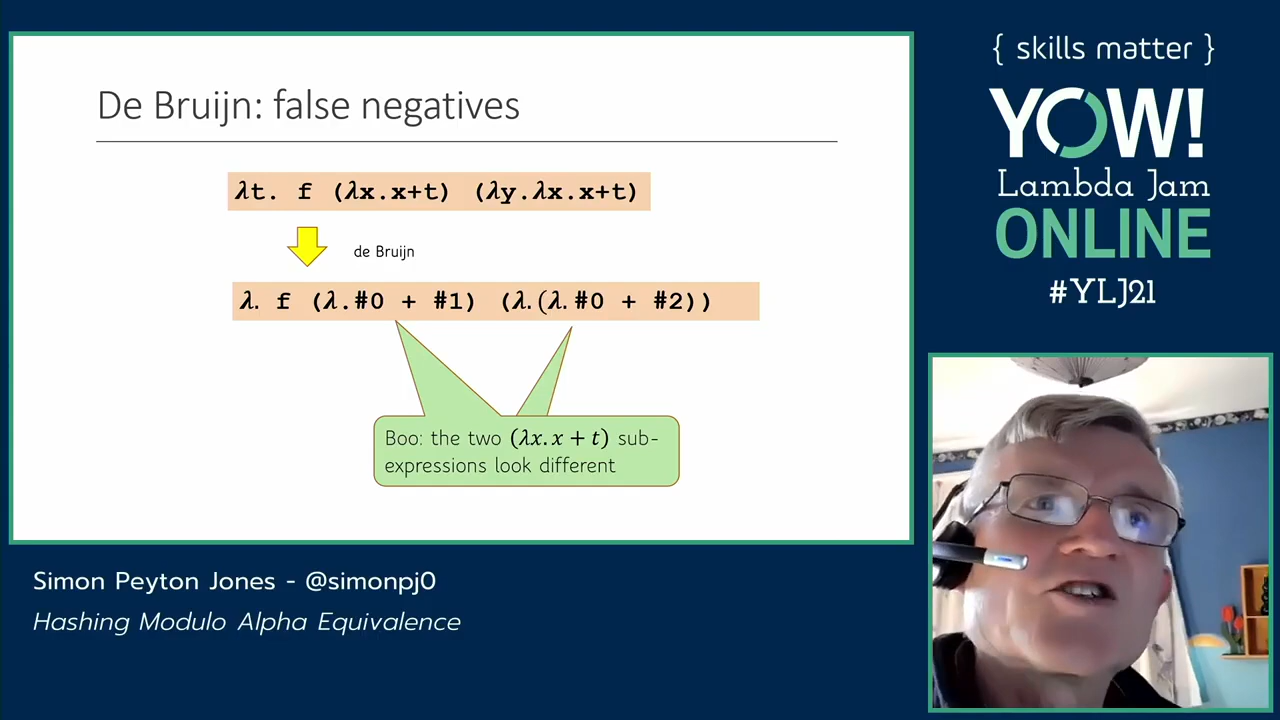 De Bruijn: false negatives
λt. f (λx.x+t) (λy.λx.x+t)
de Bruijn
λ. f (λ.#0 + #1) (λ.(λ.#0 + #2))
Boo: the two (λx. x + t) sub-
expressions look different
{ skills matter }
YOW!
Lambda Jam
ONLINE
#YLJ21
Simon Peyton Jones - @simonpj0
Hashing Modulo Alpha Equivalence